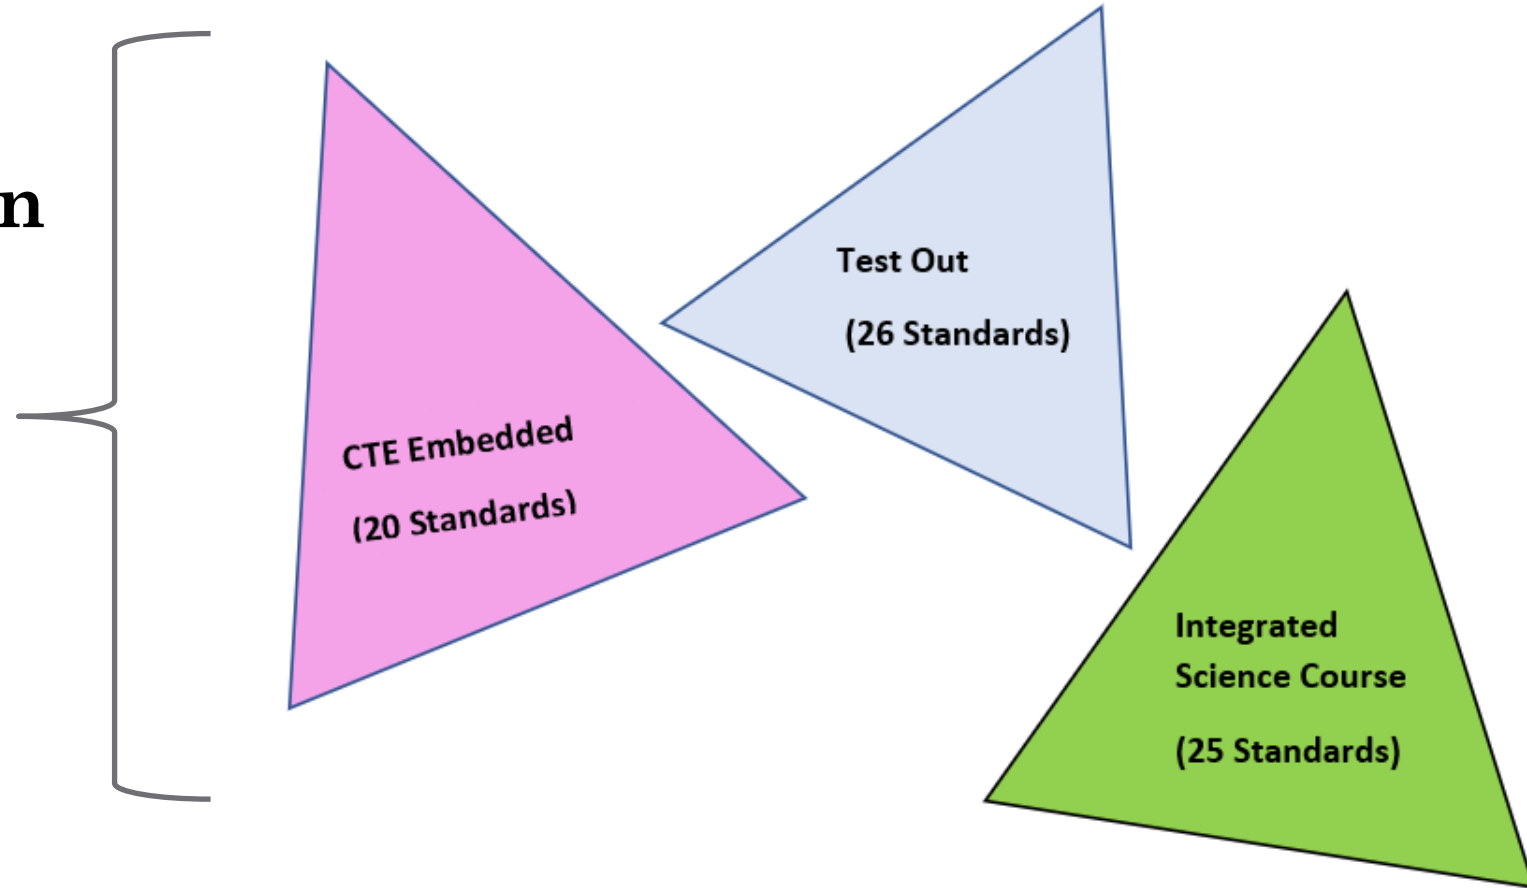 n
Test Out
(26 Standards)
CTE Embedded
(20 Standards)
Integrated
Science Course
(25 Standards)